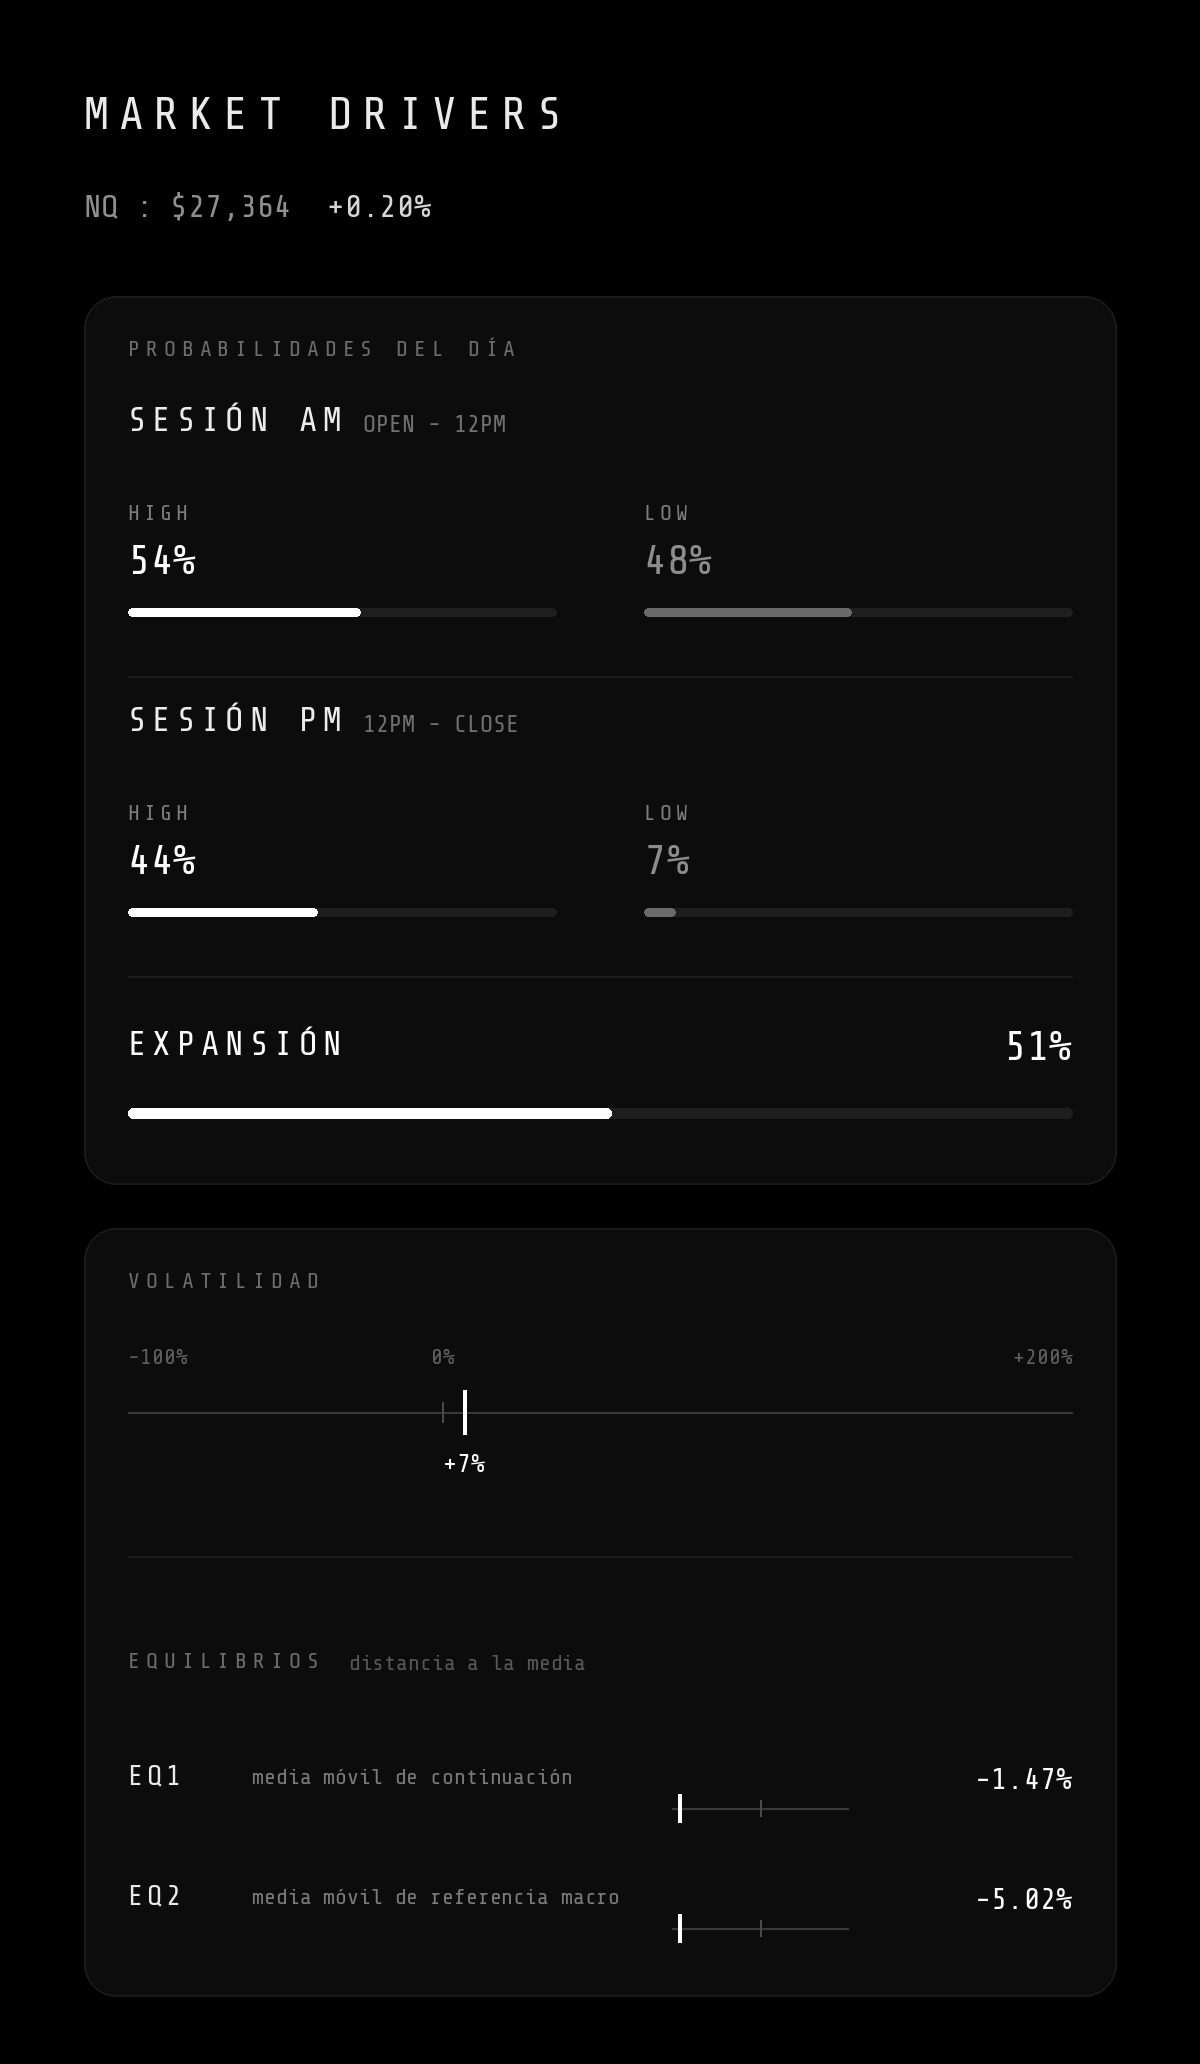 MARKET DRIVERS
NQ : $27,364 +0.20%
PROBABILIDADES DEL DÍA
SESIÓN AM OPEN – 12PM
HIGH LOW
54% 48%
SESIÓN PM 12PM – CLOSE
HIGH LOW
44% 7%
EXPANSIÓN 51%
VOLATILIDAD
-100% 0% +200%
+7%
EQUILIBRIOS distancia a la media
EQ1 media móvil de continuación -1.47%
EQ2 media móvil de referencia macro -5.02%